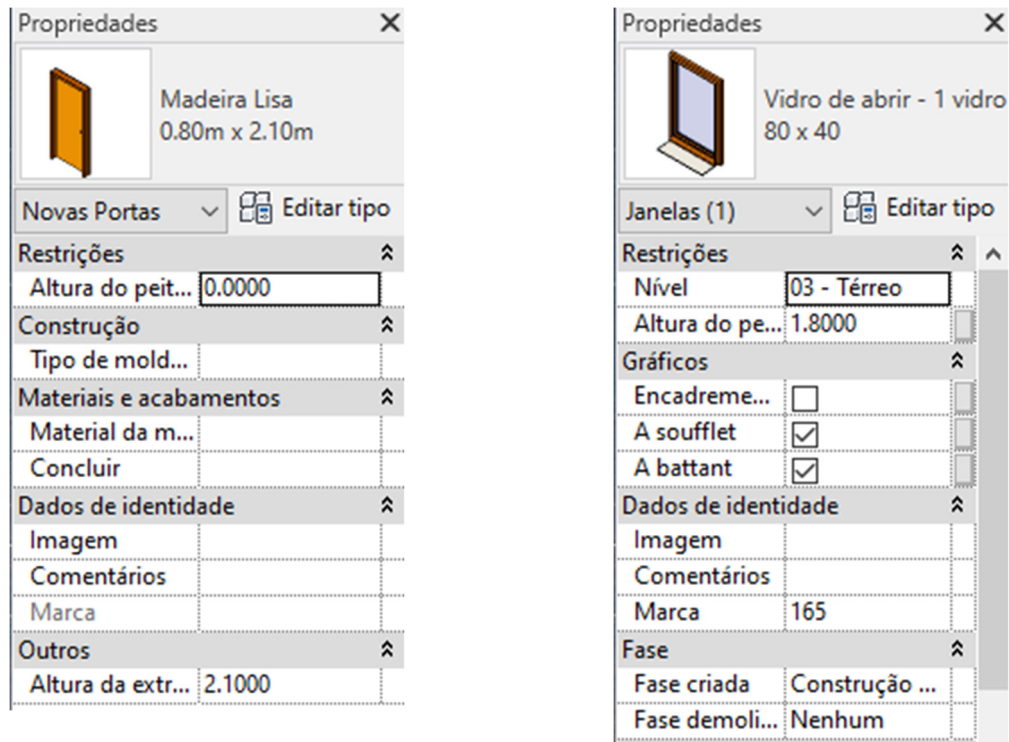 Propriedades
Madeira Lisa
0.80m x 2.10m
Novas Portas
Editar tipo
Restrições
Altura do peit... 0.0000
Construção
Tipo de mold...
Materiais e acabamentos
Material da m...
Concluir
Dados de identidade
Imagem
Comentários
Marca
Outros
Altura da extr... 2.1000
Propriedades
Vidro de abrir - 1 vidro
80 x 40
Janelas (1)
Editar tipo
Restrições
Nível 03 - Térreo
Altura do pe... 1.8000
Gráficos
Encadreme...
A soufflet
A battant
Dados de identidade
Imagem
Comentários
Marca 165
Fase
Fase criada Construção ...
Fase demoli... Nenhum